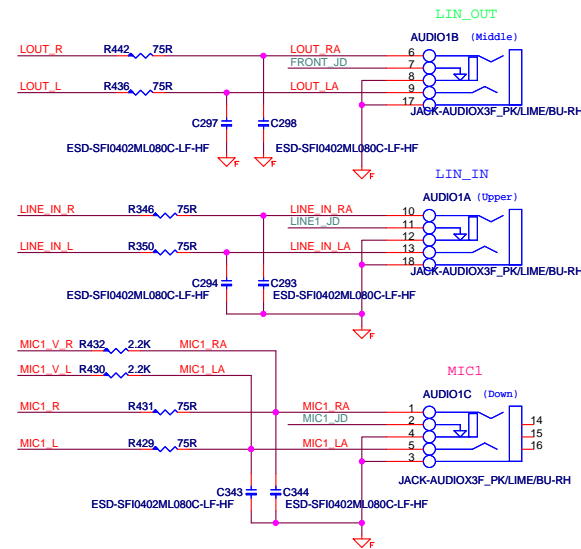 LIN_OUT
AUDIO1B (Middle)
LOUT_R R442 75R LOUT_RA 6
FRONT_JD 7
8
LOUT_L R436 75R LOUT_LA 9
17
JACK-AUDIOX3F_PK/LIME/BU-RH
C297 C298
ESD-SFI0402ML080C-LF-HF ESD-SFI0402ML080C-LF-HF
F F F
LIN_IN
AUDIO1A (Upper)
LINE_IN_R R346 75R LINE_IN_RA 10
LINE1_JD 11
12
LINE_IN_L R350 75R LINE_IN_LA 13
18
JACK-AUDIOX3F_PK/LIME/BU-RH
C294 C293
ESD-SFI0402ML080C-LF-HF ESD-SFI0402ML080C-LF-HF
F
MIC1_V_R R432 2.2K MIC1_RA
MIC1_V_L R430 2.2K MIC1_LA
MIC1
AUDIO1C (Down)
MIC1_R R431 75R MIC1_RA 1
MIC1_JD 2 14
4 15
MIC1_L R429 75R MIC1_LA 5 16
3
JACK-AUDIOX3F_PK/LIME/BU-RH
C343 C344
ESD-SFI0402ML080C-LF-HF ESD-SFI0402ML080C-LF-HF
F